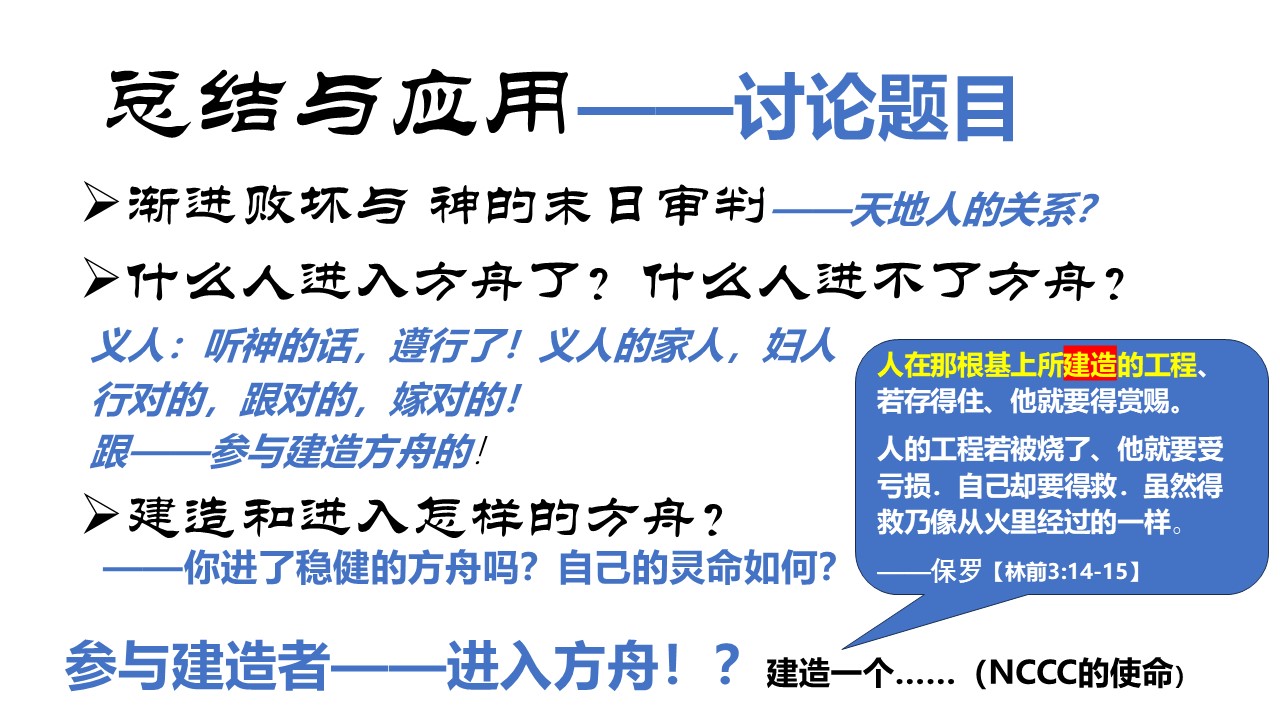 总结与应用——讨论题目
➢渐进败坏与 神的末日审判——天地人的关系?
➢什么人进入方舟了?什么人进不了方舟?
义人:听神的话,遵行了!义人的家人,妇人
行对的,跟对的,嫁对的!
跟——参与建造方舟的!
➢建造和进入怎样的方舟?
——你进了稳健的方舟吗?自己的灵命如何?
人在那根基上所建造的工程、
若存得住、他就要得赏赐。
人的工程若被烧了、他就要受
亏损．自己却要得救．虽然得
救乃像从火里经过的一样。
——保罗【林前3:14-15】
参与建造者——进入方舟!?
建造一个……(NCCC的使命)